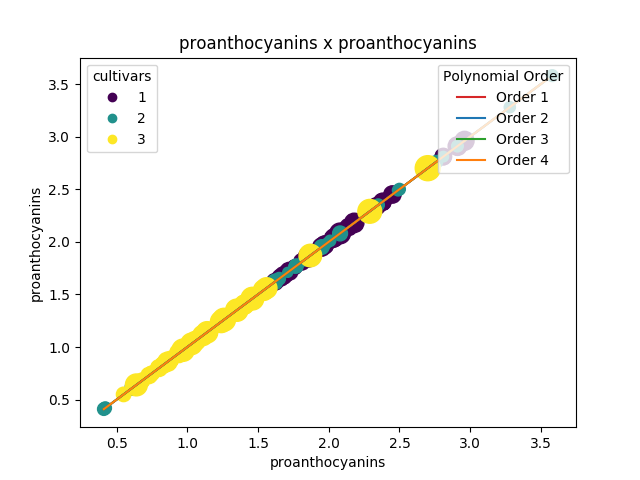 proanthocyanins x proanthocyanins
cultivars
1
2
3
Polynomial Order
Order 1
Order 2
Order 3
Order 4
proanthocyanins
3.5
3.0
2.5
2.0
1.5
1.0
0.5
0.5 1.0 1.5 2.0 2.5 3.0 3.5
proanthocyanins